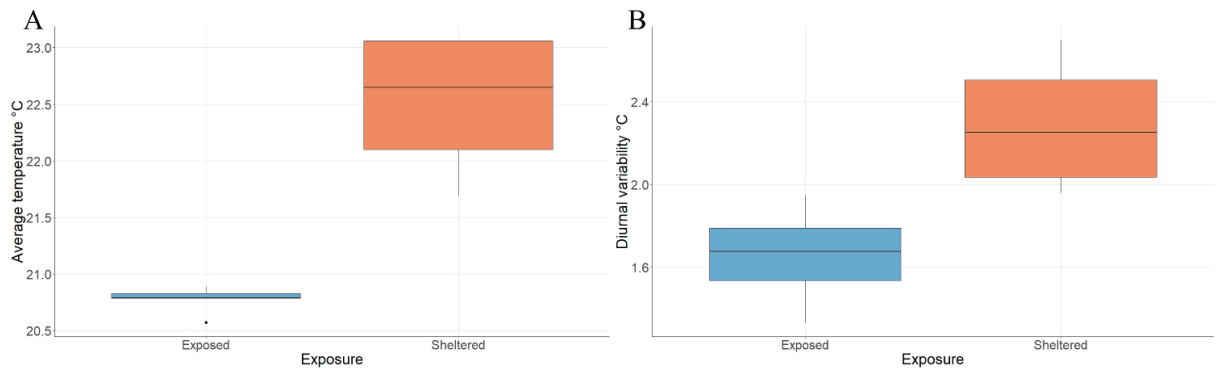 A
Average temperature °C
23.0
22.5
22.0
21.5
21.0
20.5
Exposed
Sheltered
Exposure
B
Diurnal variability °C
2.4
2.0
1.6
Exposed
Sheltered
Exposure